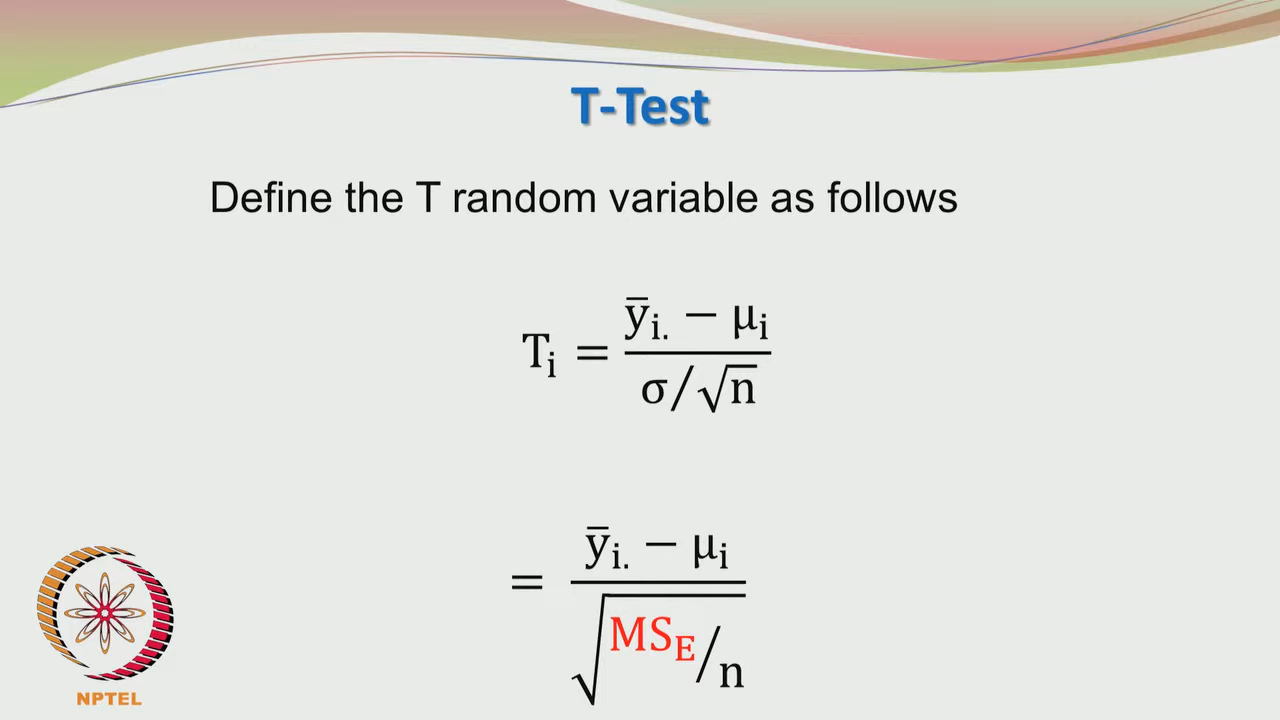 T-Test
Define the T random variable as follows
Tᵢ = (ȳᵢ. − μᵢ) / (σ/√n)
= (ȳᵢ. − μᵢ) / √(MS_E/n)
NPTEL